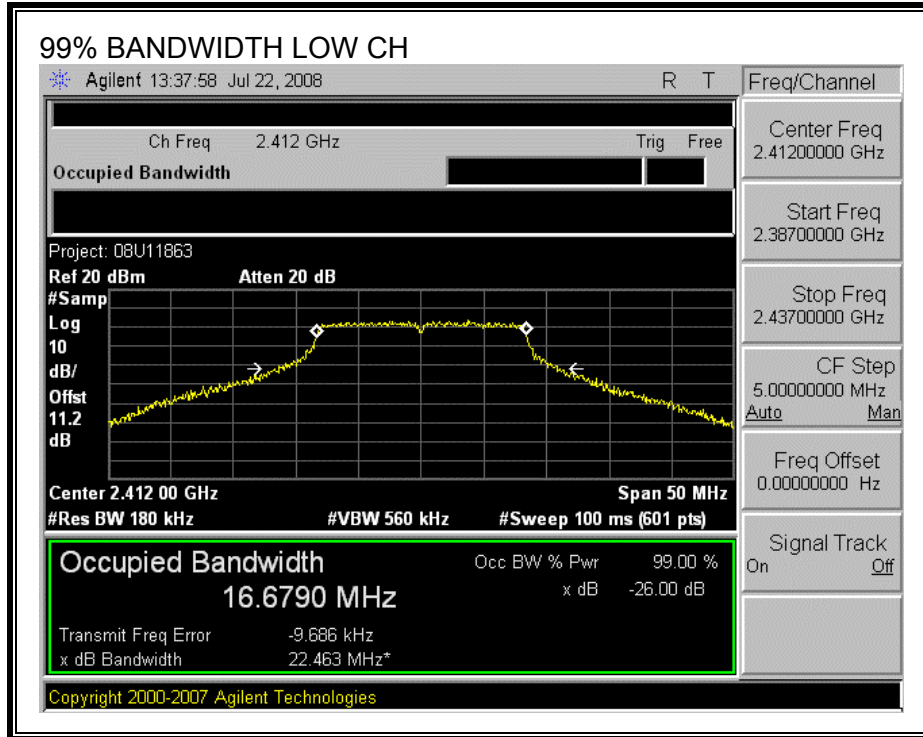 99% BANDWIDTH LOW CH
Agilent 13:37:58 Jul 22, 2008 R T
Freq/Channel
Ch Freq 2.412 GHz Trig Free
Occupied Bandwidth
Project: 08U11863
Ref 20 dBm Atten 20 dB
#Samp
Log
10
dB/
Offst
11.2
dB
Center 2.412 00 GHz Span 50 MHz
#Res BW 180 kHz #VBW 560 kHz #Sweep 100 ms (601 pts)
Occupied Bandwidth
16.6790 MHz
Occ BW % Pwr 99.00 %
x dB -26.00 dB
Transmit Freq Error -9.686 kHz
x dB Bandwidth 22.463 MHz*
Copyright 2000-2007 Agilent Technologies
Center Freq
2.41200000 GHz
Start Freq
2.38700000 GHz
Stop Freq
2.43700000 GHz
CF Step
5.00000000 MHz
Auto Man
Freq Offset
0.00000000 Hz
Signal Track
On Off